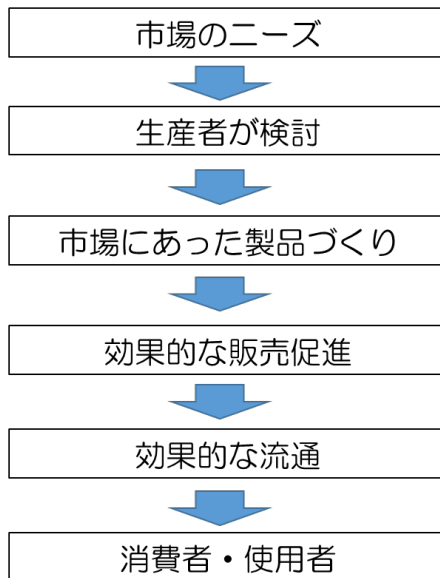 市場のニーズ
生産者が検討
市場にあった製品づくり
効果的な販売促進
効果的な流通
消費者・使用者